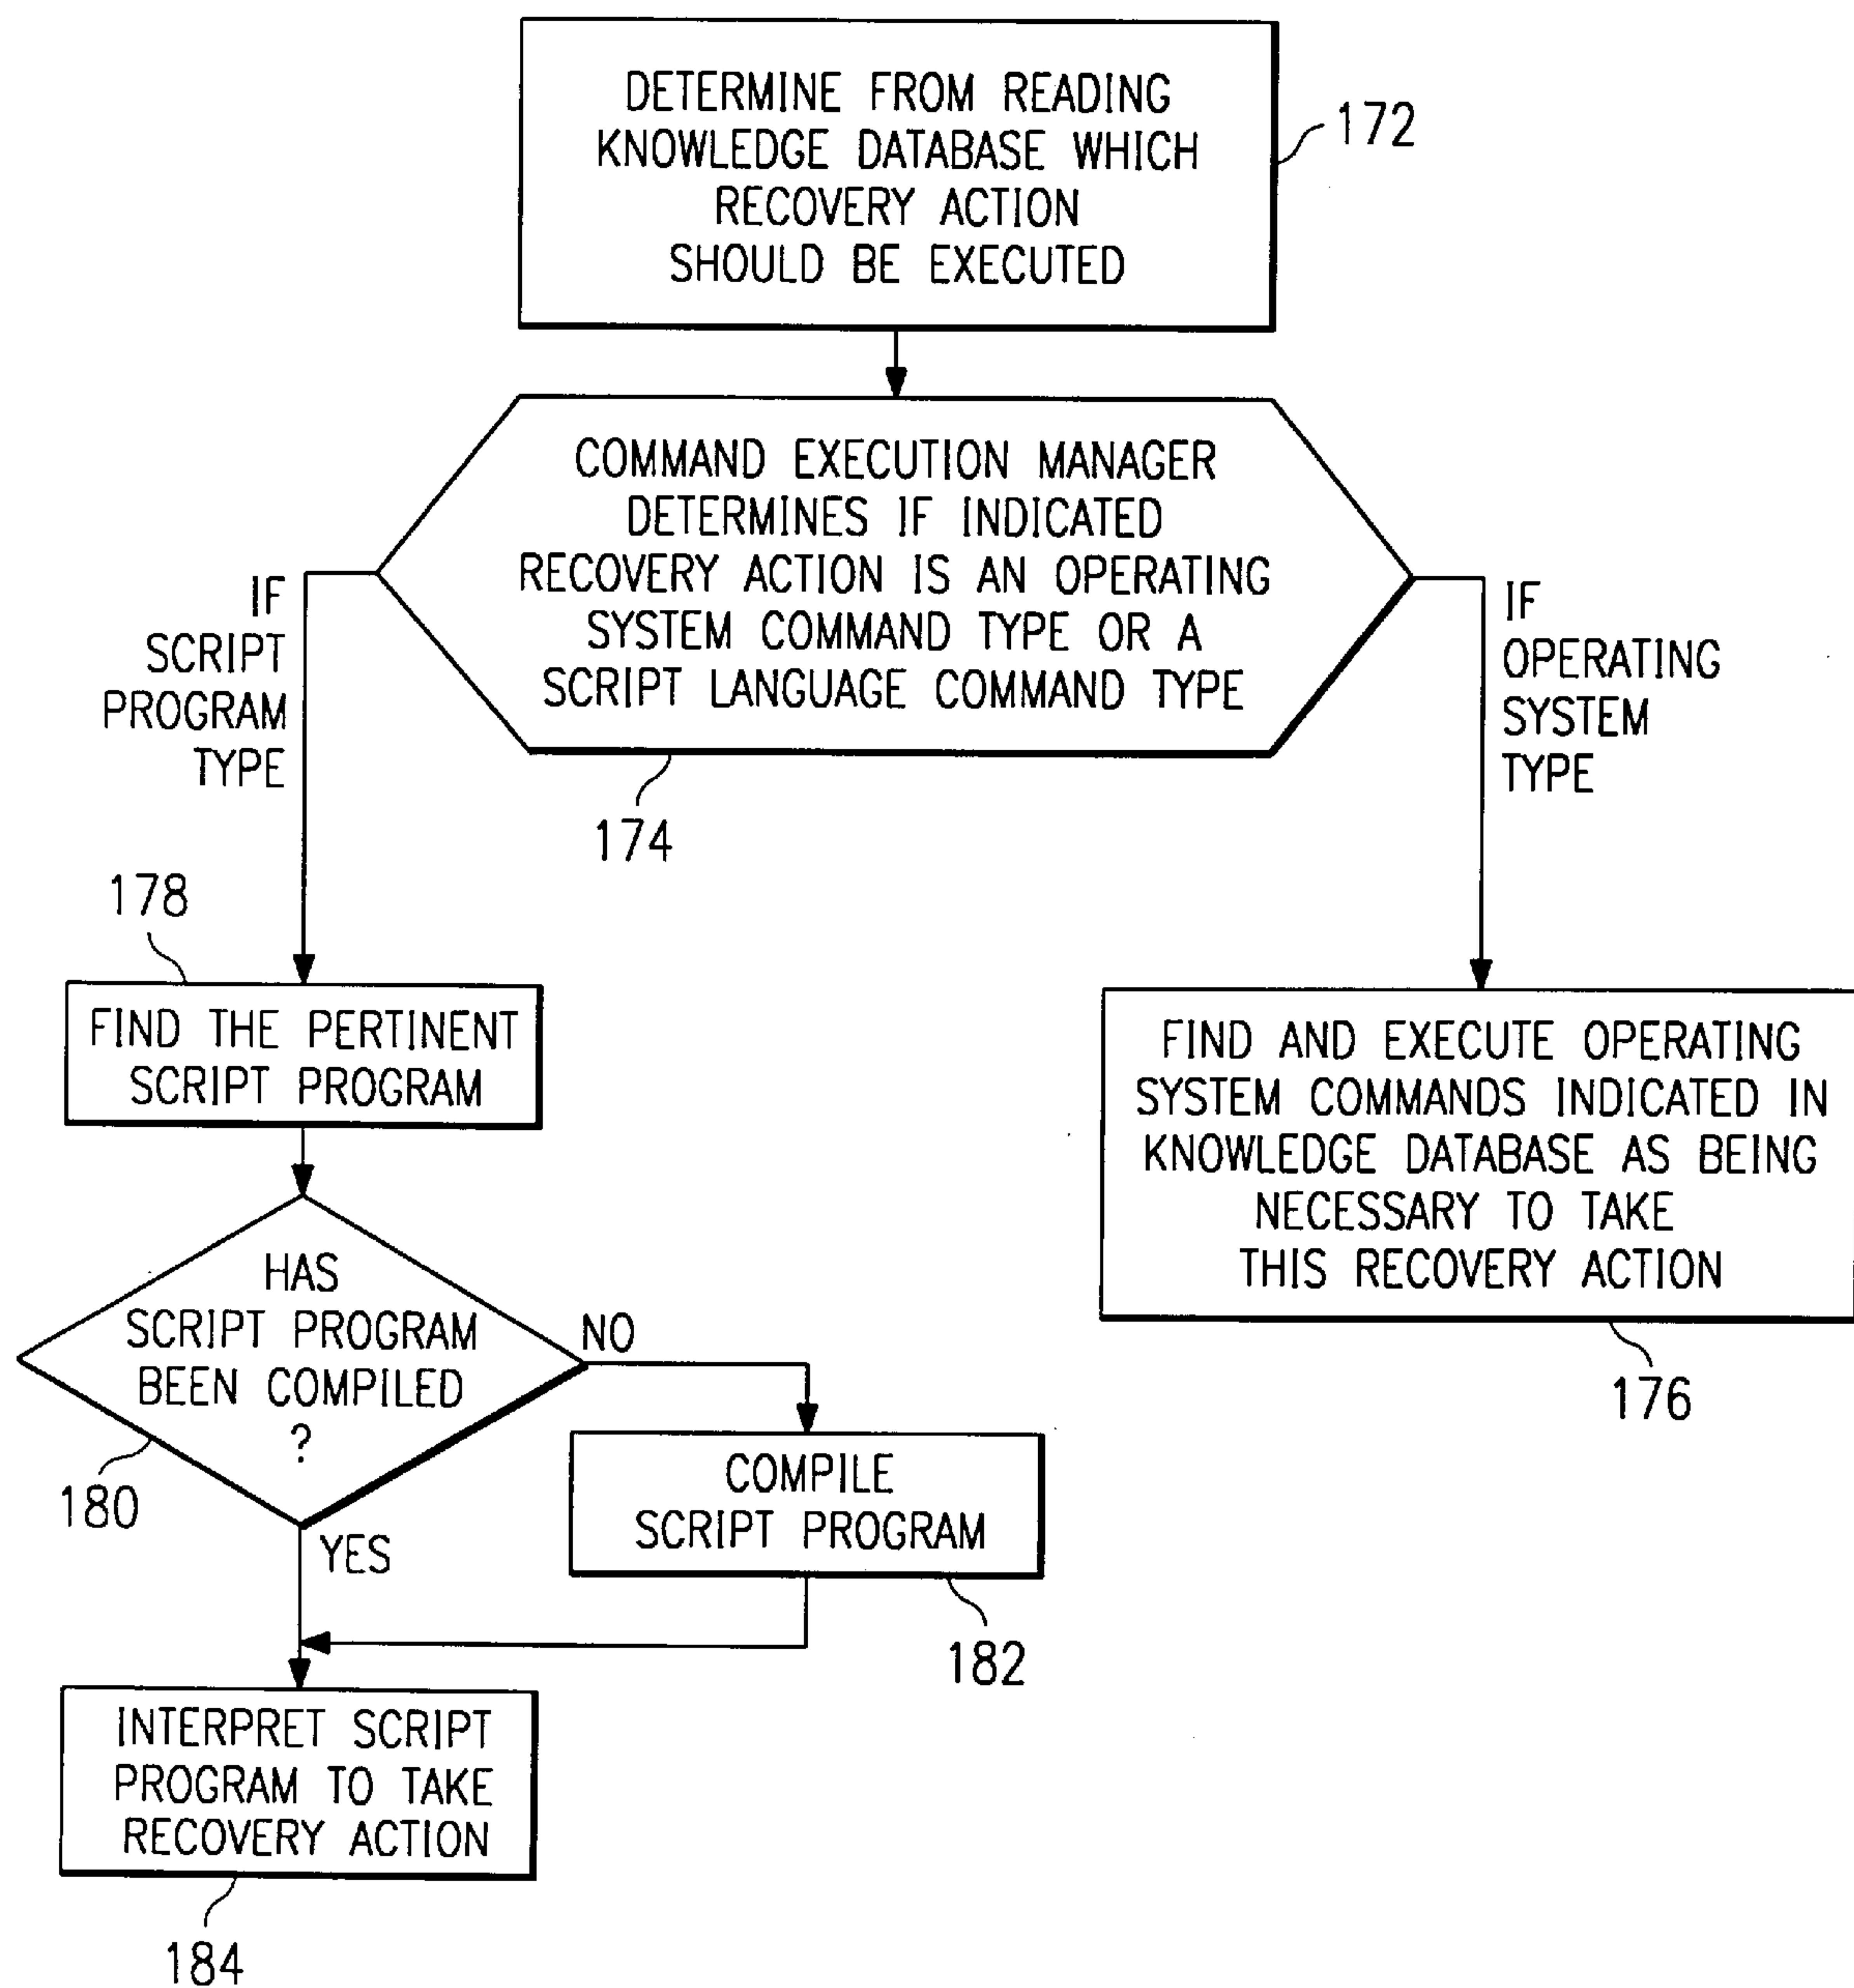 DETERMINE FROM READING
KNOWLEDGE DATABASE WHICH
RECOVERY ACTION
SHOULD BE EXECUTED
172
COMMAND EXECUTION MANAGER
DETERMINES IF INDICATED
RECOVERY ACTION IS AN OPERATING
SYSTEM COMMAND TYPE OR A
SCRIPT LANGUAGE COMMAND TYPE
174
IF
SCRIPT
PROGRAM
TYPE
IF
OPERATING
SYSTEM
TYPE
178
FIND THE PERTINENT
SCRIPT PROGRAM
FIND AND EXECUTE OPERATING
SYSTEM COMMANDS INDICATED IN
KNOWLEDGE DATABASE AS BEING
NECESSARY TO TAKE
THIS RECOVERY ACTION
176
HAS
SCRIPT PROGRAM
BEEN COMPILED
?
180
NO
YES
COMPILE
SCRIPT PROGRAM
182
INTERPRET SCRIPT
PROGRAM TO TAKE
RECOVERY ACTION
184